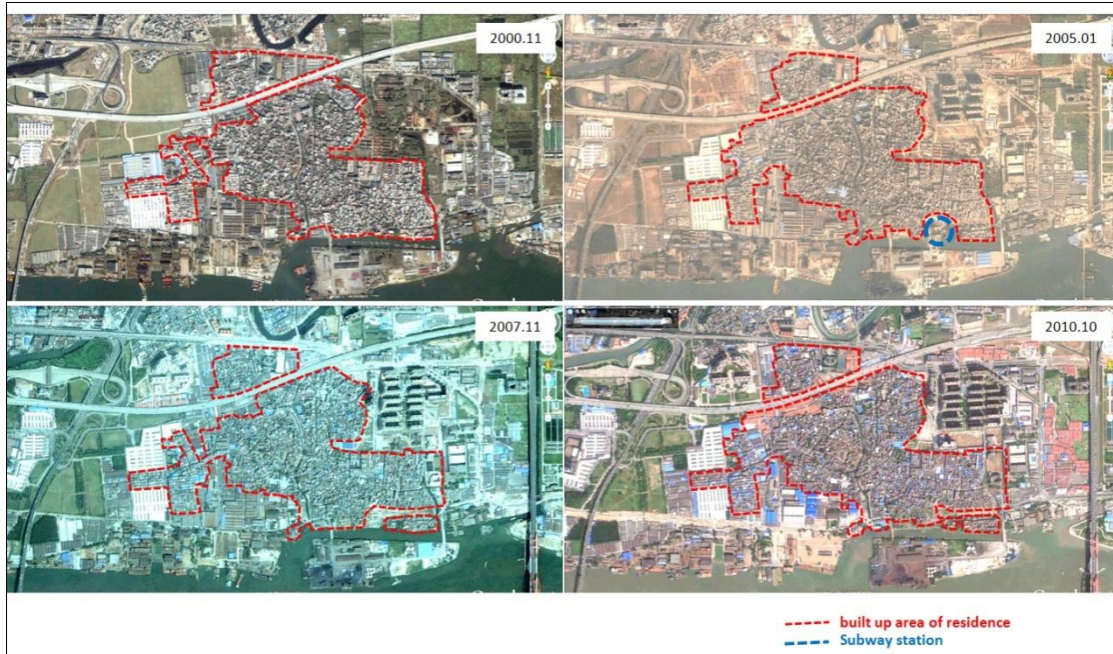 2000.11
2005.01
2007.11
2010.10
built up area of residence
Subway station